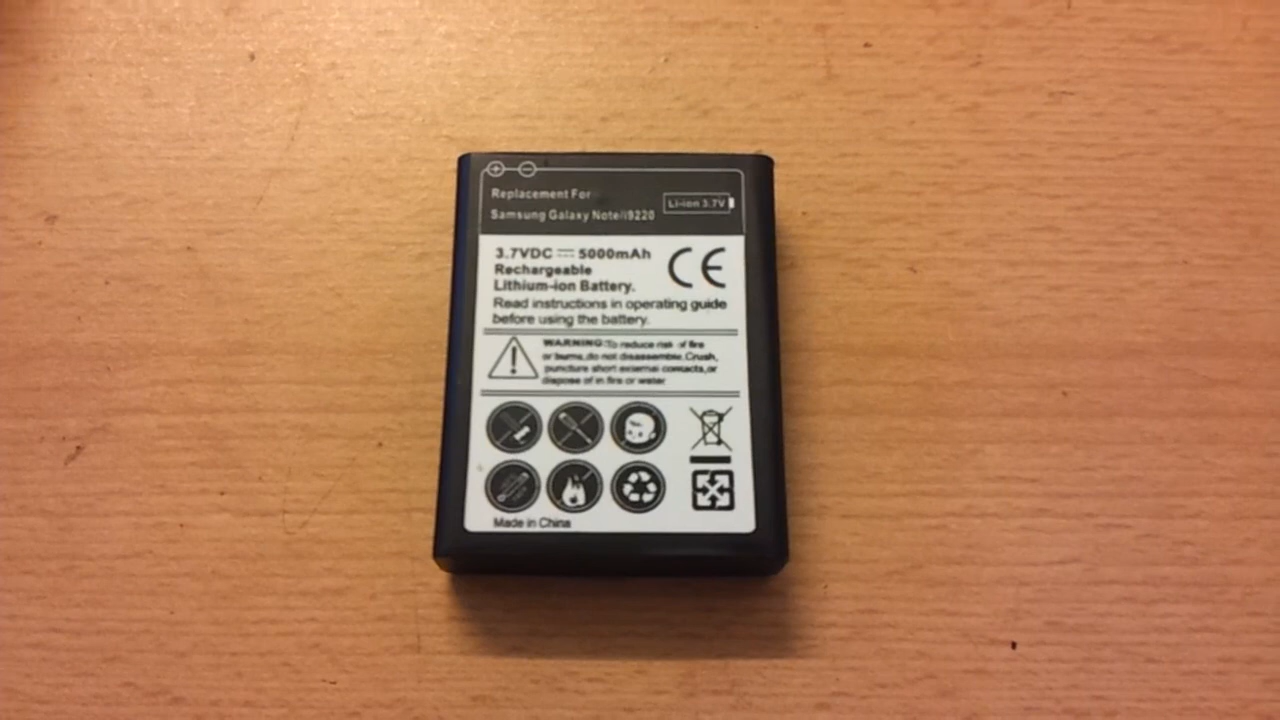 + −
Replacement For
Samsung Galaxy Note/i9220
Li-ion 3.7V
3.7VDC ⎓ 5000mAh
Rechargeable
Lithium-ion Battery.
CE
Read instructions in operating guide
before using the battery.
WARNING:To reduce risk of fire
or burns,do not disassemble.Crush,
puncture short external contacts,or
dispose of in fire or water
Made in China